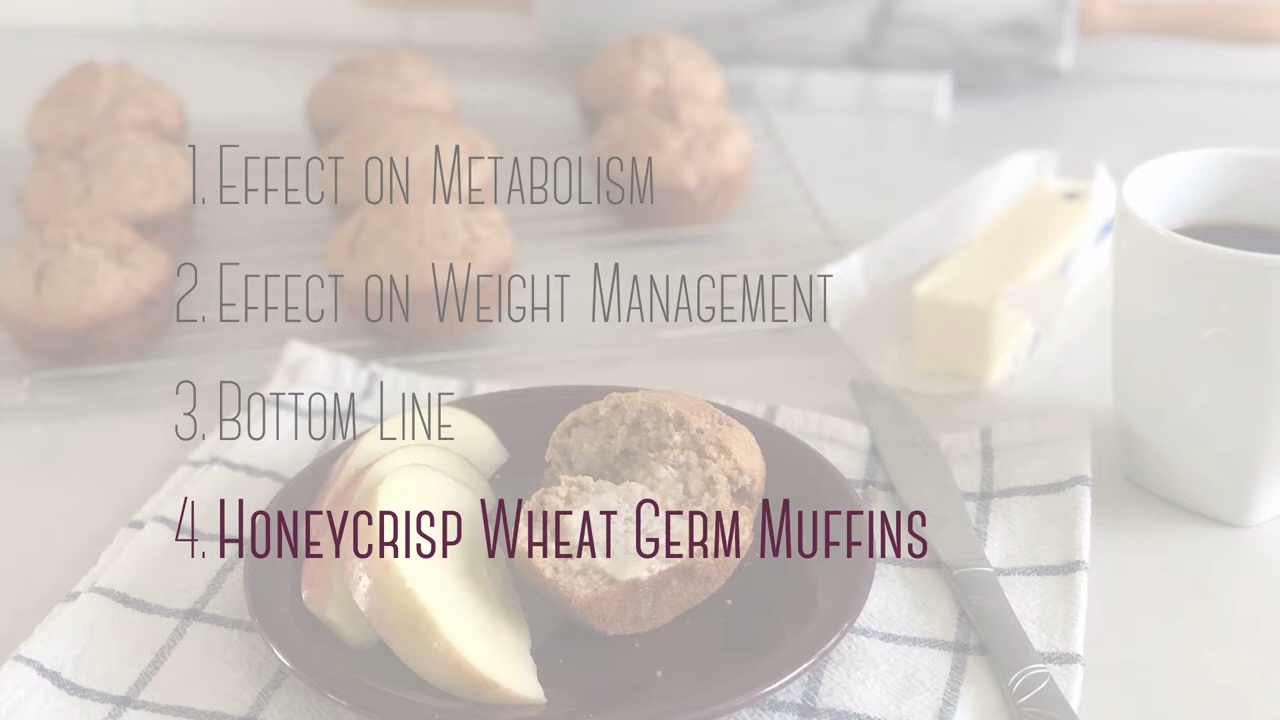 1. Effect on Metabolism
2. Effect on Weight Management
3. Bottom Line
4. Honeycrisp Wheat Germ Muffins